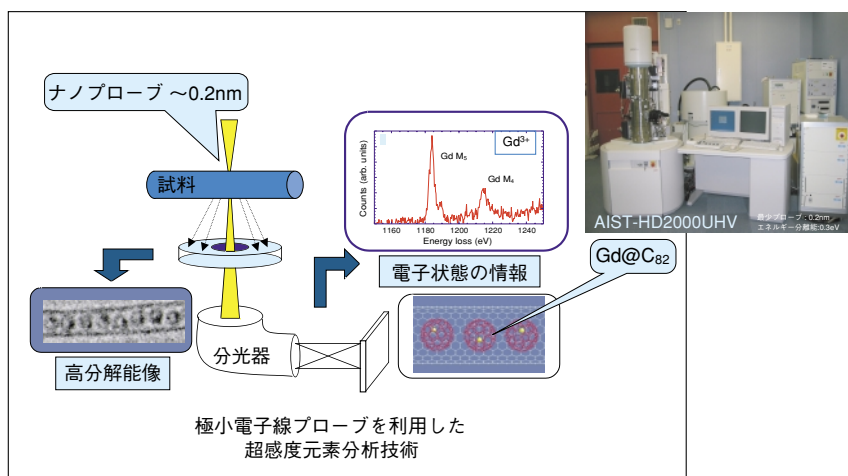 ナノプローブ ～0.2nm
試料
高分解能像
分光器
Counts (arb. units)
Gd M₅
Gd M₄
Gd³⁺
1160 1180 1200 1220 1240
Energy loss (eV)
電子状態の情報
Gd@C₈₂
AIST-HD2000UHV
最少プローブ：0.2nm
エネルギー分離能:0.3eV
極小電子線プローブを利用した
超感度元素分析技術